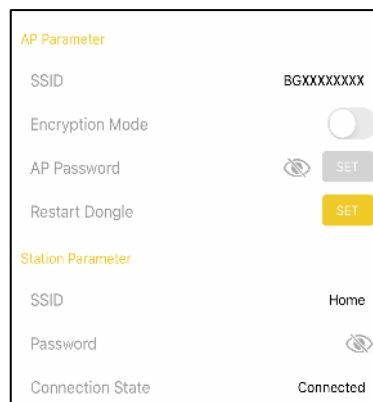 AP Parameter
SSID BGXXXXXXXX
Encryption Mode
AP Password SET
Restart Dongle SET
Station Parameter
SSID Home
Password
Connection State Connected